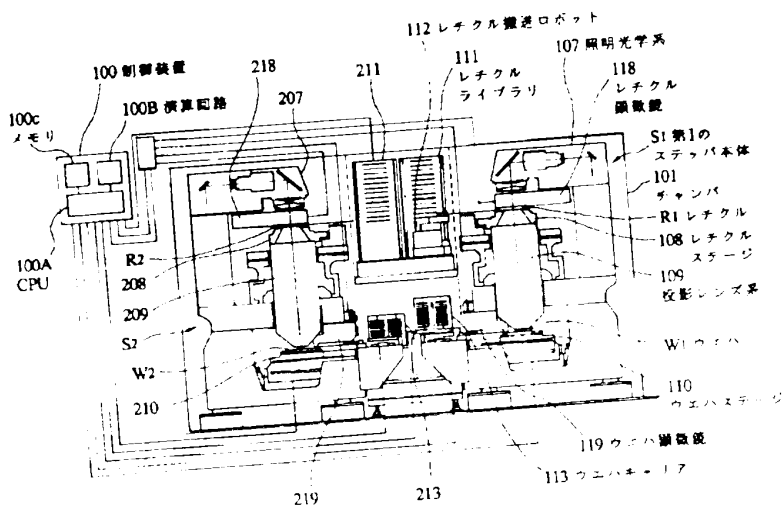 112 レチクル搬送ロボット
111
レチクル
ライブラリ
107 照明光学系
118
レチクル
顕微鏡
211
100 制御装置
218
100B 演算回路
100c
メモリ
207
S1 第1の
ステッパ本体
101
チャンバ
R1 レチクル
108 レチクル
ステージ
109
投影レンズ系
100A
CPU
R2
208
209
S2
W2
210
W1 ウエハ
110
ウエハステージ
119 ウエハ顕微鏡
113 ウエハキャリア
219
213